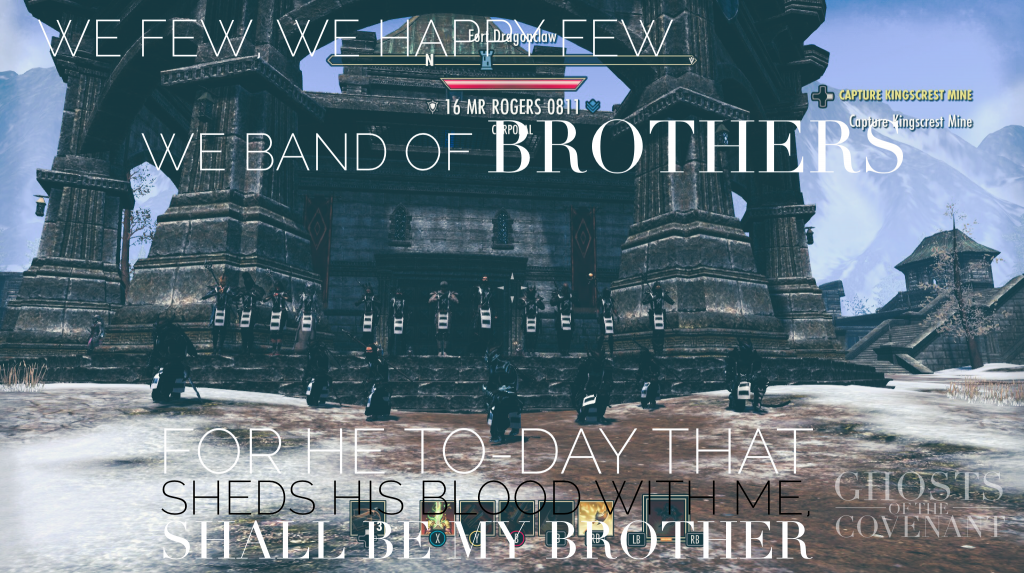 WE FEW, WE HAPPY FEW
Fort Dragonclaw
N
16 MR ROGERS 0811
CORPORAL
CAPTURE KINGSCREST MINE
Capture Kingscrest Mine
WE BAND OF BROTHERS
FOR HE TO-DAY THAT
SHEDS HIS BLOOD WITH ME,
SHALL BE MY BROTHER
GHOSTS
OF THE
COVENANT
X Y B LB RB